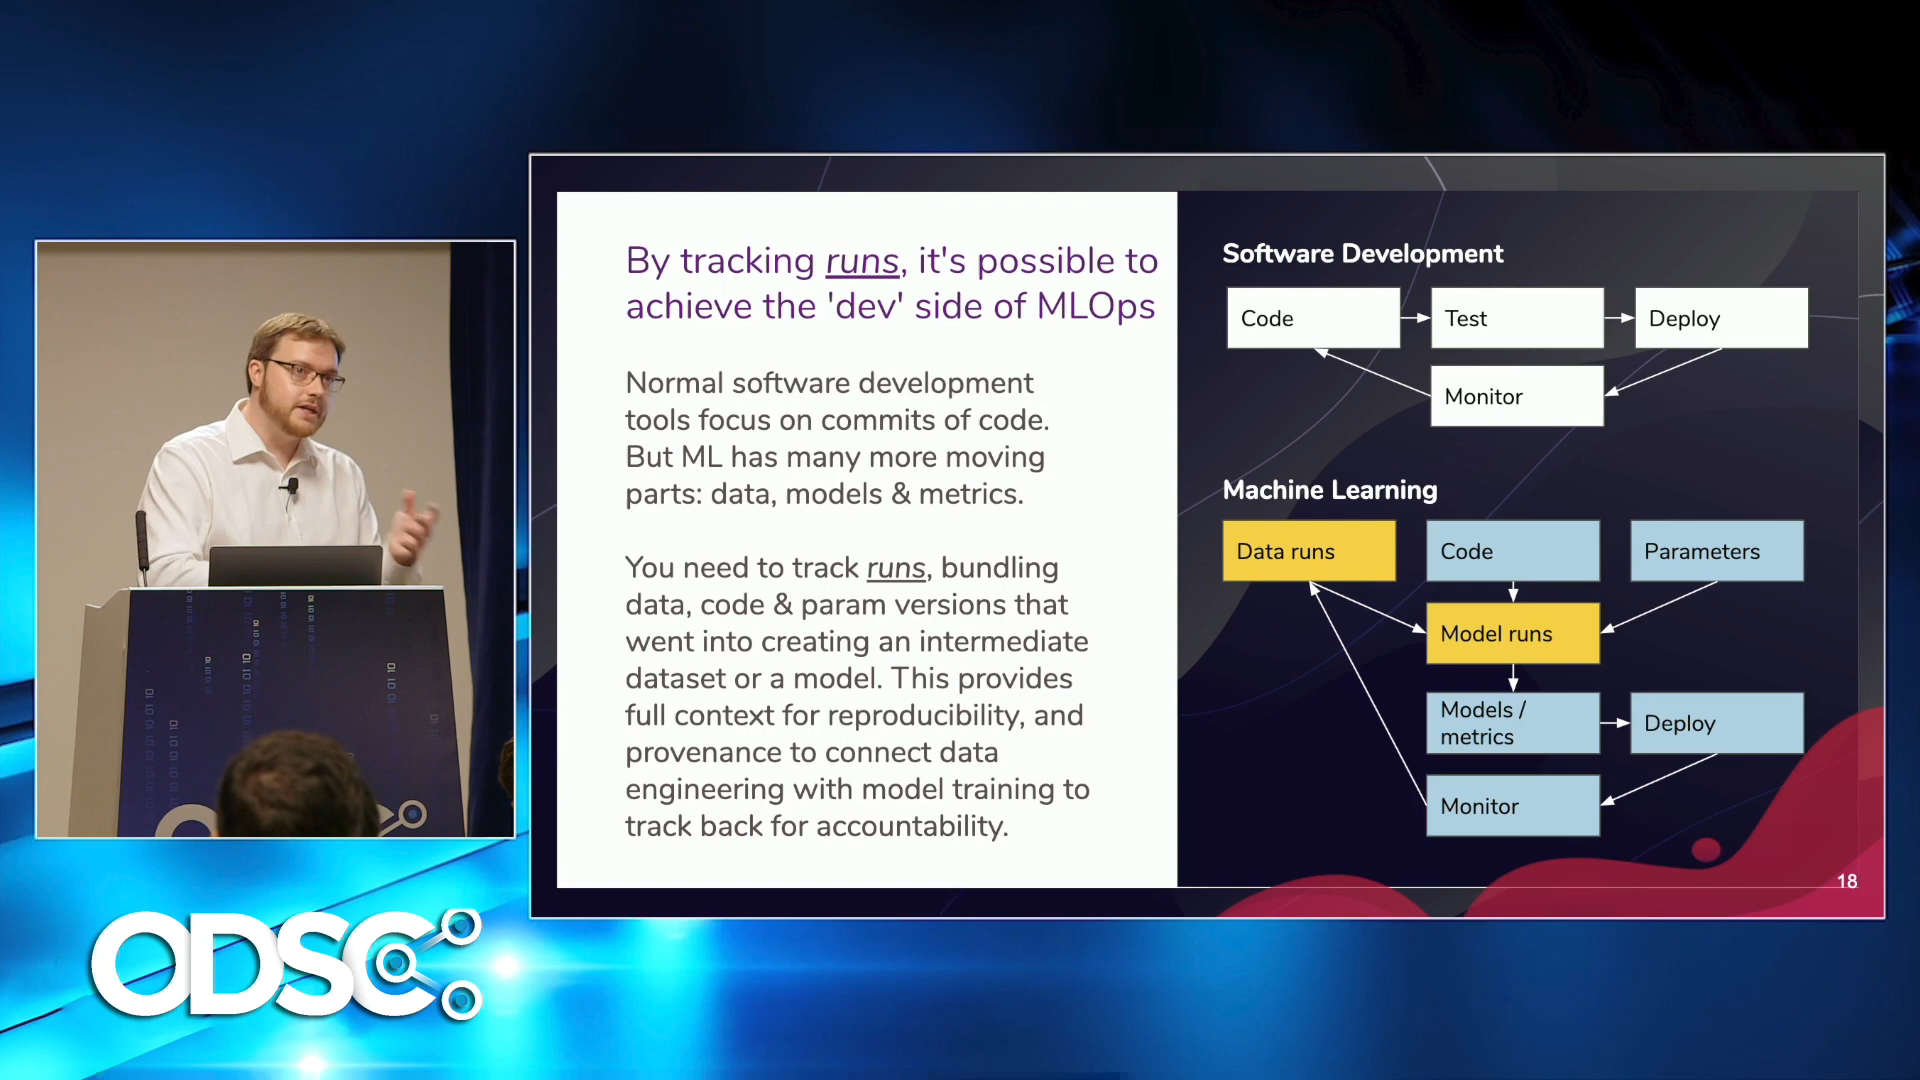 By tracking runs, it's possible to
achieve the 'dev' side of MLOps
Normal software development
tools focus on commits of code.
But ML has many more moving
parts: data, models & metrics.
You need to track runs, bundling
data, code & param versions that
went into creating an intermediate
dataset or a model. This provides
full context for reproducibility, and
provenance to connect data
engineering with model training to
track back for accountability.
Software Development
Code
Test
Deploy
Monitor
Machine Learning
Data runs
Code
Parameters
Model runs
Models /
metrics
Deploy
Monitor
18
ODSC